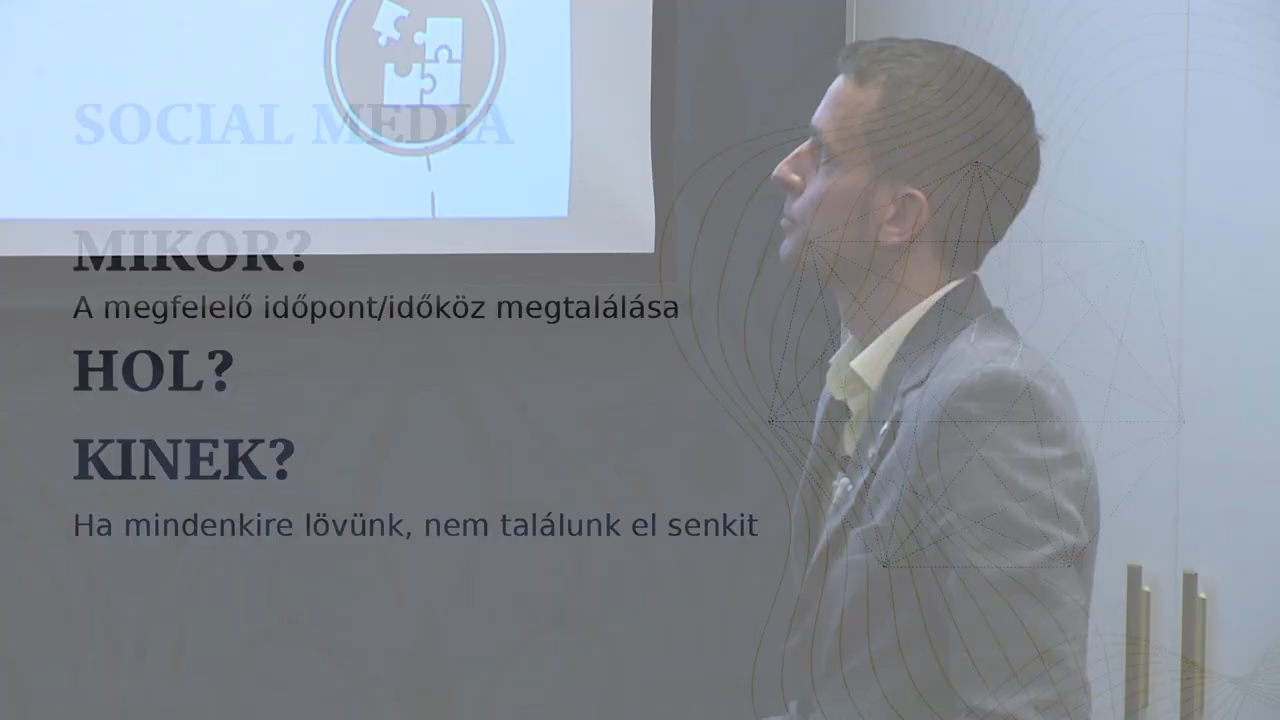 SOCIAL MEDIA
MIKOR?
A megfelelő időpont/időköz megtalálása
HOL?
KINEK?
Ha mindenkire lövünk, nem találunk el senkit